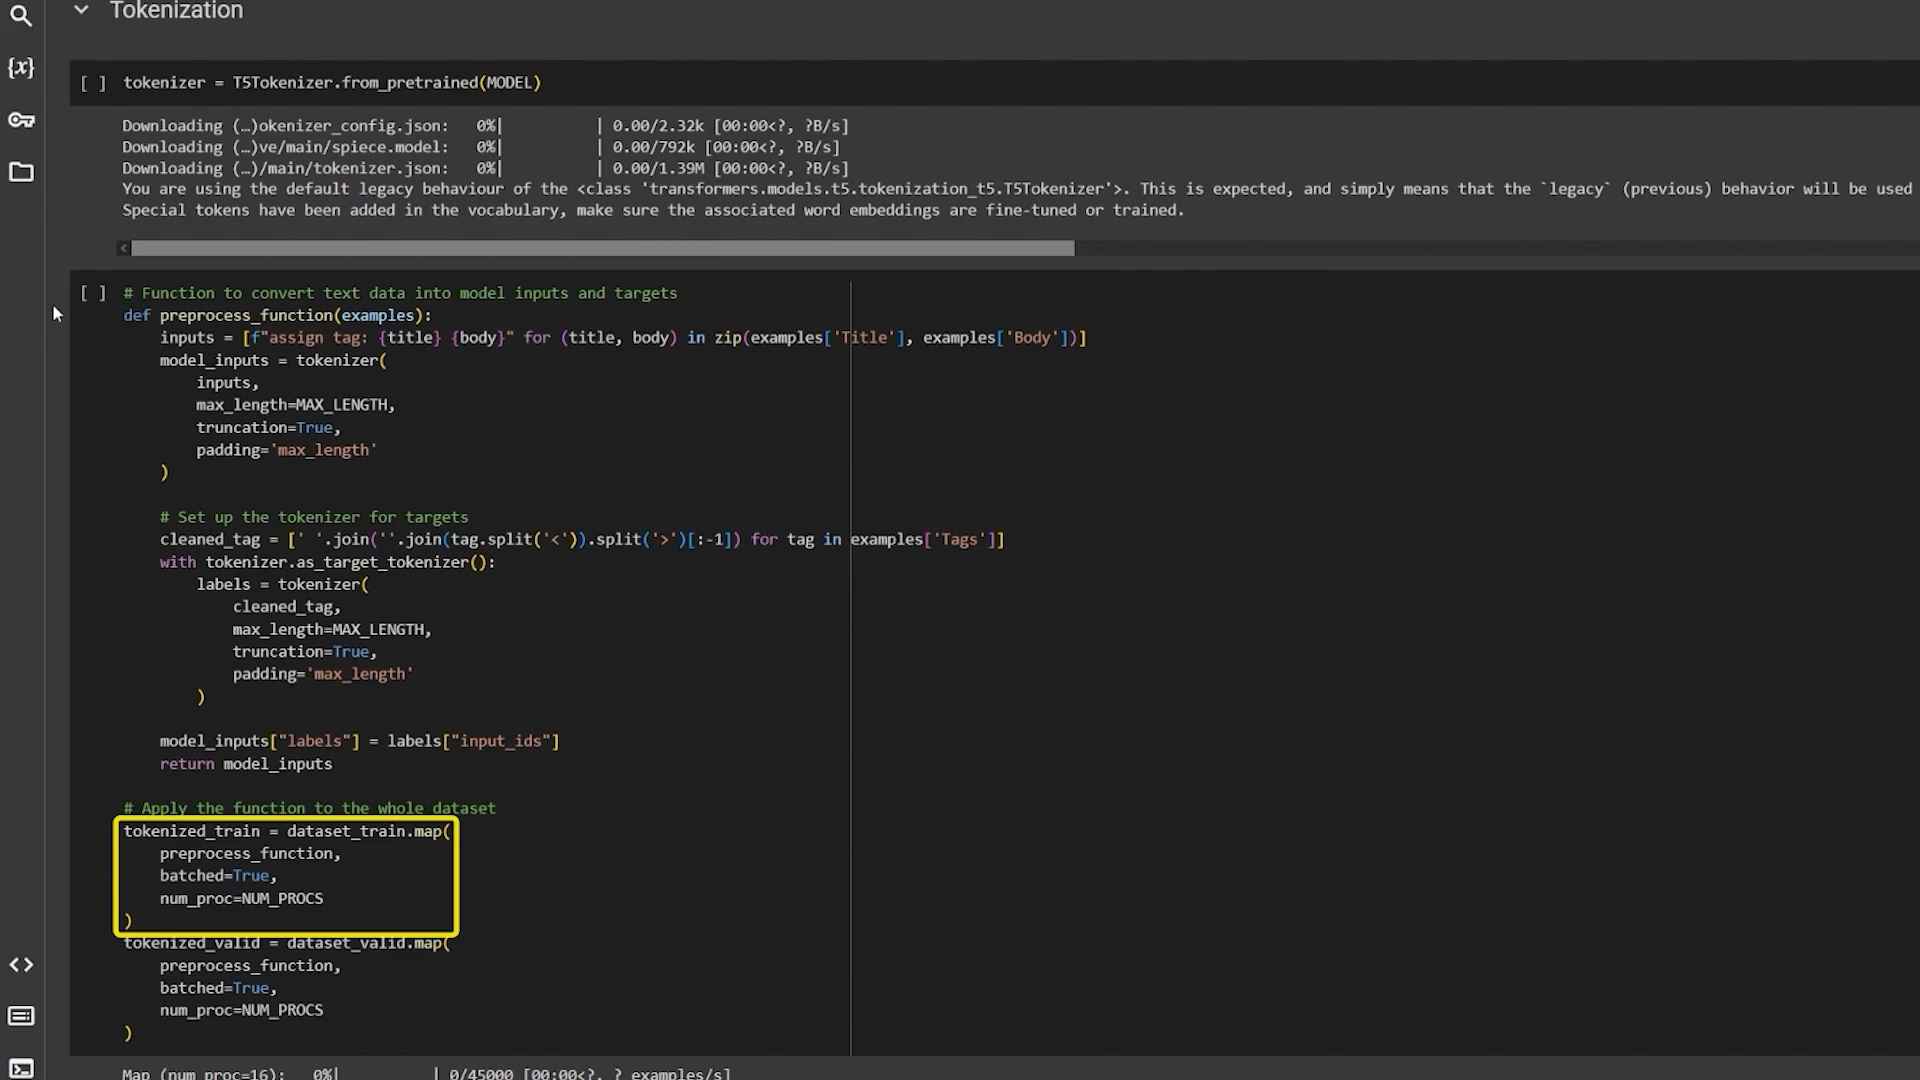 Tokenization
[ ] tokenizer = T5Tokenizer.from_pretrained(MODEL)
Downloading (…)okenizer_config.json:   0%|          | 0.00/2.32k [00:00<?, ?B/s]
Downloading (…)ve/main/spiece.model:   0%|          | 0.00/792k [00:00<?, ?B/s]
Downloading (…)/main/tokenizer.json:   0%|          | 0.00/1.39M [00:00<?, ?B/s]
You are using the default legacy behaviour of the <class 'transformers.models.t5.tokenization_t5.T5Tokenizer'>. This is expected, and simply means that the `legacy` (previous) behavior will be used
Special tokens have been added in the vocabulary, make sure the associated word embeddings are fine-tuned or trained.
[ ] # Function to convert text data into model inputs and targets
def preprocess_function(examples):
    inputs = [f"assign tag: {title} {body}" for (title, body) in zip(examples['Title'], examples['Body'])]
    model_inputs = tokenizer(
        inputs,
        max_length=MAX_LENGTH,
        truncation=True,
        padding='max_length'
    )
    # Set up the tokenizer for targets
    cleaned_tag = [' '.join(''.join(tag.split('<')).split('>')[:-1]) for tag in examples['Tags']]
    with tokenizer.as_target_tokenizer():
        labels = tokenizer(
            cleaned_tag,
            max_length=MAX_LENGTH,
            truncation=True,
            padding='max_length'
        )
    model_inputs["labels"] = labels["input_ids"]
    return model_inputs
# Apply the function to the whole dataset
tokenized_train = dataset_train.map(
    preprocess_function,
    batched=True,
    num_proc=NUM_PROCS
)
tokenized_valid = dataset_valid.map(
    preprocess_function,
    batched=True,
    num_proc=NUM_PROCS
)
Map (num_proc=16):   0%|          | 0/45000 [00:00<?, ? examples/s]